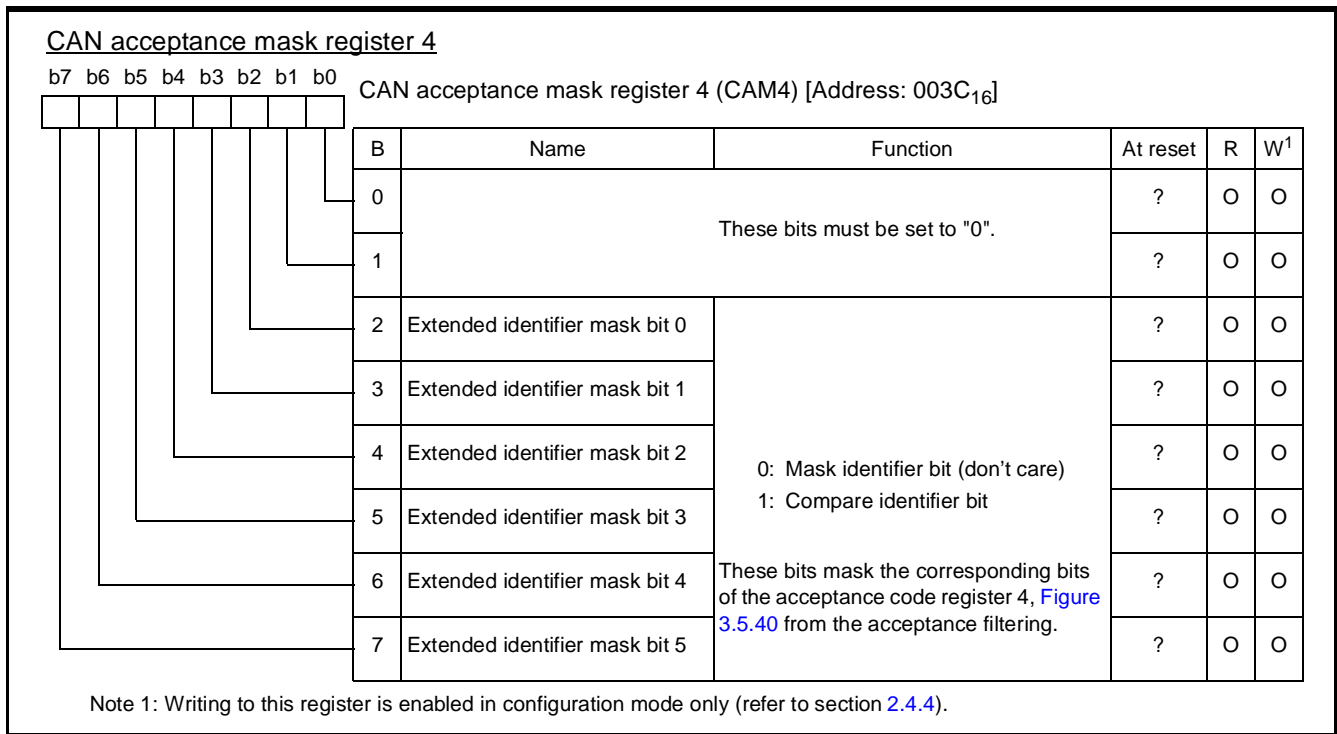 CAN acceptance mask register 4
b7 b6 b5 b4 b3 b2 b1 b0
CAN acceptance mask register 4 (CAM4) [Address: 003C16]
B Name Function At reset R W1
0 ? O O
These bits must be set to "0".
1 ? O O
2 Extended identifier mask bit 0 ? O O
3 Extended identifier mask bit 1 ? O O
4 Extended identifier mask bit 2 ? O O
0: Mask identifier bit (don't care)
1: Compare identifier bit
5 Extended identifier mask bit 3 ? O O
6 Extended identifier mask bit 4 ? O O
These bits mask the corresponding bits
of the acceptance code register 4, Figure
3.5.40 from the acceptance filtering.
7 Extended identifier mask bit 5 ? O O
Note 1: Writing to this register is enabled in configuration mode only (refer to section 2.4.4).